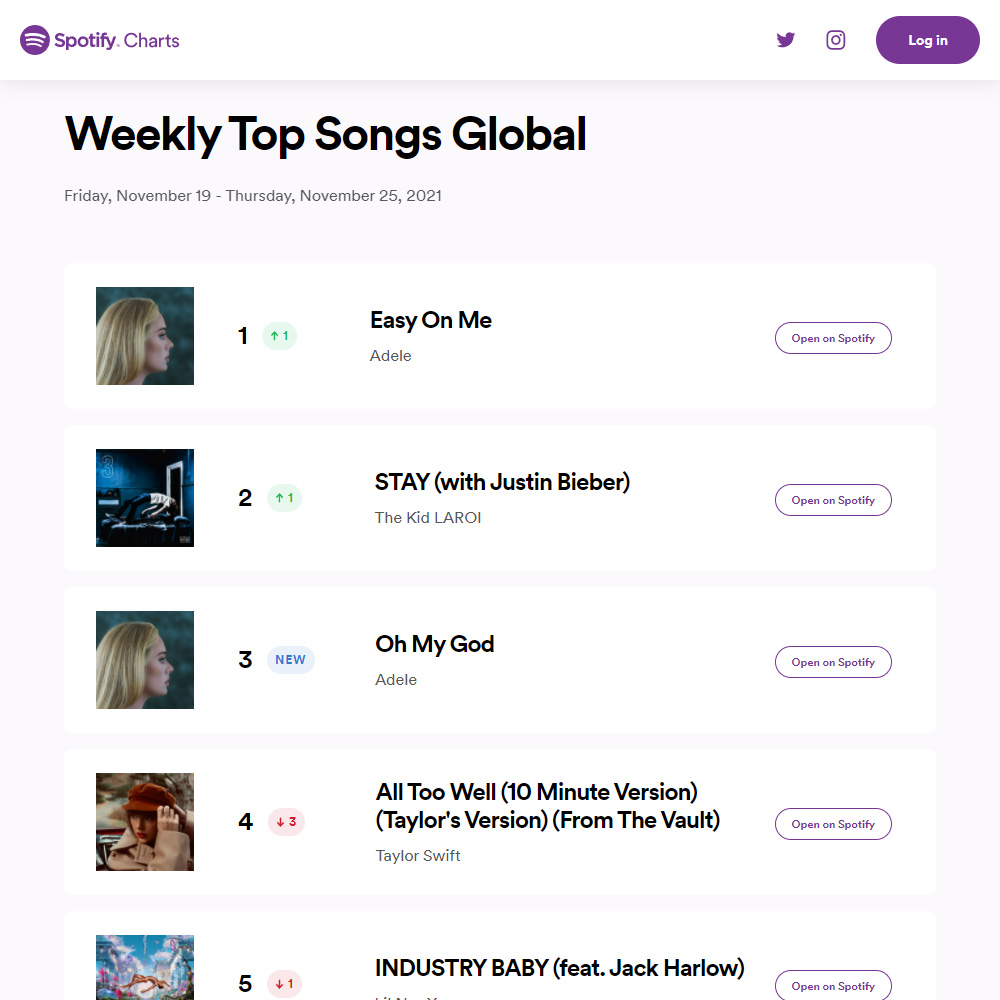 Spotify Charts
Log in
Weekly Top Songs Global
Friday, November 19 - Thursday, November 25, 2021
1 ↑ 1
Easy On Me
Adele
Open on Spotify
3
2 ↑ 1
STAY (with Justin Bieber)
The Kid LAROI
Open on Spotify
3 NEW
Oh My God
Adele
Open on Spotify
4 ↓ 3
All Too Well (10 Minute Version)
(Taylor's Version) (From The Vault)
Taylor Swift
Open on Spotify
5 ↓ 1
INDUSTRY BABY (feat. Jack Harlow)
Open on Spotify